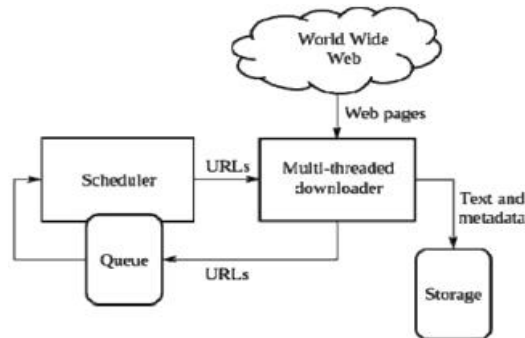 World Wide
Web
Web pages
Scheduler
URLs
Multi-threaded
downloader
Text and
metadata
Queue
URLs
Storage